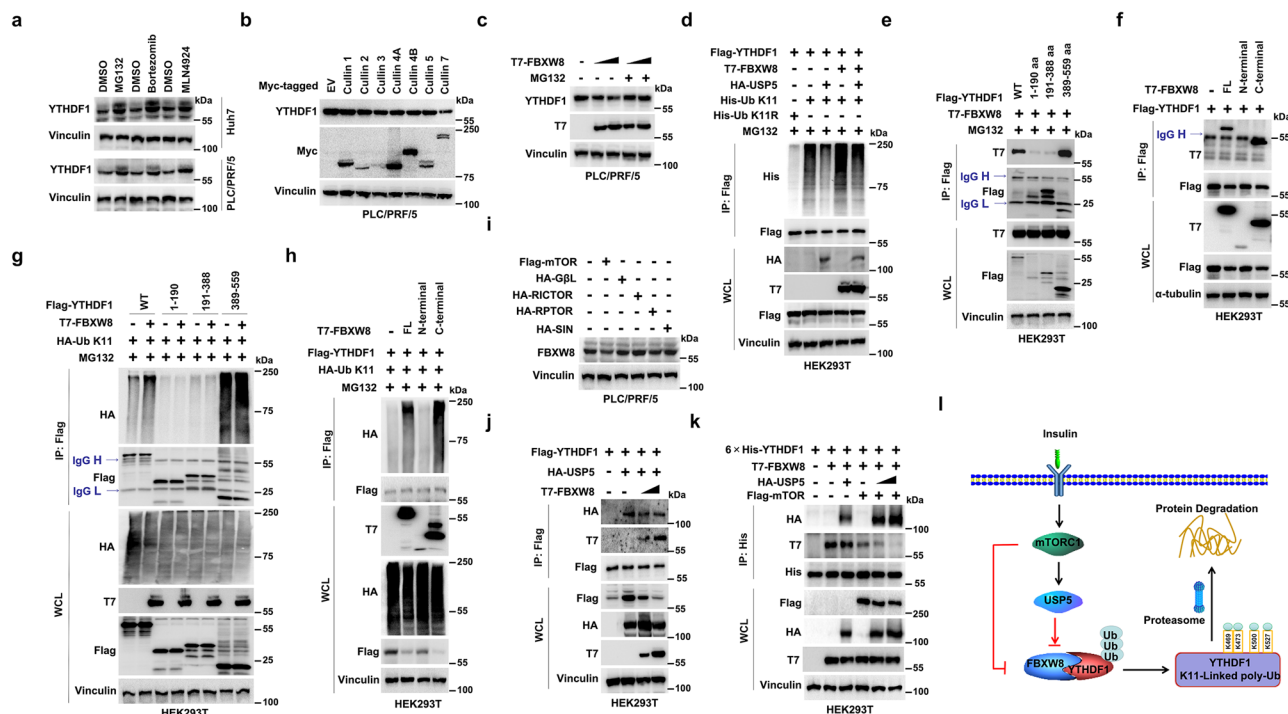 a
DMSO
MG132
DMSO
Bortezomib
DMSO
MLN4924
kDa
YTHDF1
55
Vinculin
100
YTHDF1
55
Vinculin
100
Huh7
PLC/PRF/5
b
Myc-tagged
EV
Cullin 1
Cullin 2
Cullin 3
Cullin 4A
Cullin 4B
Cullin 5
Cullin 7
kDa
YTHDF1
55
250
Myc
75
55
Vinculin
100
PLC/PRF/5
c
T7-FBXW8 -
MG132 + +
kDa
YTHDF1
55
T7
55
Vinculin
100
PLC/PRF/5
d
Flag-YTHDF1 + + + + +
T7-FBXW8 + +
HA-USP5 + +
His-Ub K11 + + + +
His-Ub K11R +
MG132 + + + + +
kDa
IP: Flag
His
250
75
55
Flag
55
WCL
HA
100
T7
55
Flag
55
Vinculin
100
HEK293T
e
Flag-YTHDF1
WT
1-190 aa
191-388 aa
389-559 aa
T7-FBXW8 + + + +
MG132 + + + +
kDa
IP: Flag
T7
55
IgG H
55
Flag
IgG L
25
WCL
T7
55
Flag
55
25
Vinculin
100
HEK293T
f
T7-FBXW8
-
FL
N-terminal
C-terminal
Flag-YTHDF1 + + + +
kDa
IP: Flag
IgG H
55
T7
Flag
55
WCL
T7
55
Flag
55
α-tubulin
55
HEK293T
g
Flag-YTHDF1
WT
1-190
191-388
389-559
T7-FBXW8 - + - + - + - +
HA-Ub K11 + + + + + + + +
MG132 + + + + + + + +
kDa
IP: Flag
HA
250
75
IgG H
55
Flag
IgG L
25
WCL
HA
250
75
55
T7
55
Flag
55
25
Vinculin
100
HEK293T
h
T7-FBXW8
-
FL
N-terminal
C-terminal
Flag-YTHDF1 + + + +
HA-Ub K11 + + + +
MG132 + + + +
kDa
IP: Flag
HA
250
75
Flag
55
WCL
T7
55
HA
250
75
55
Flag
55
Vinculin
100
HEK293T
i
Flag-mTOR +
HA-GβL +
HA-RICTOR +
HA-RPTOR +
HA-SIN +
kDa
FBXW8
55
Vinculin
100
PLC/PRF/5
j
Flag-YTHDF1 + + + +
HA-USP5 + + +
T7-FBXW8
kDa
IP: Flag
HA
100
T7
55
Flag
55
WCL
Flag
55
HA
100
T7
55
Vinculin
100
HEK293T
k
6×His-YTHDF1 + + + + + +
T7-FBXW8 + + + + +
HA-USP5 +
Flag-mTOR + + +
kDa
IP: His
HA
100
T7
55
His
55
WCL
Flag
250
HA
100
T7
55
Vinculin
100
HEK293T
l
Insulin
Protein Degradation
mTORC1
USP5
Proteasome
Ub
Ub
Ub
FBXW8
YTHDF1
K469
K473
K500
K527
YTHDF1
K11-Linked poly-Ub